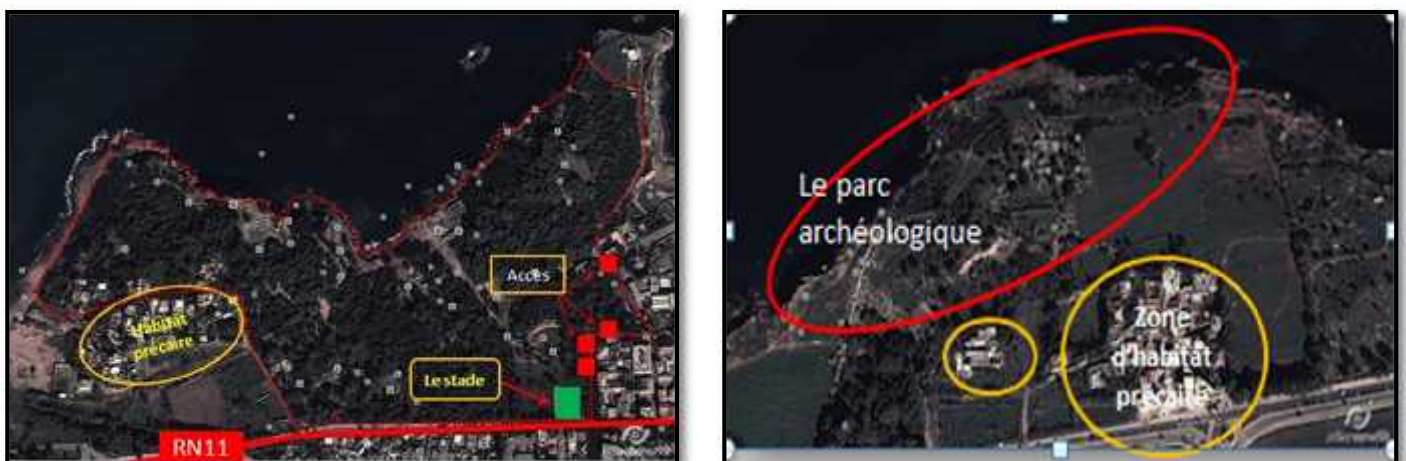 Accès
Habitat
précaire
Le stade
RN11
Le parc
archéologique
Zone
d'habitat
précaire